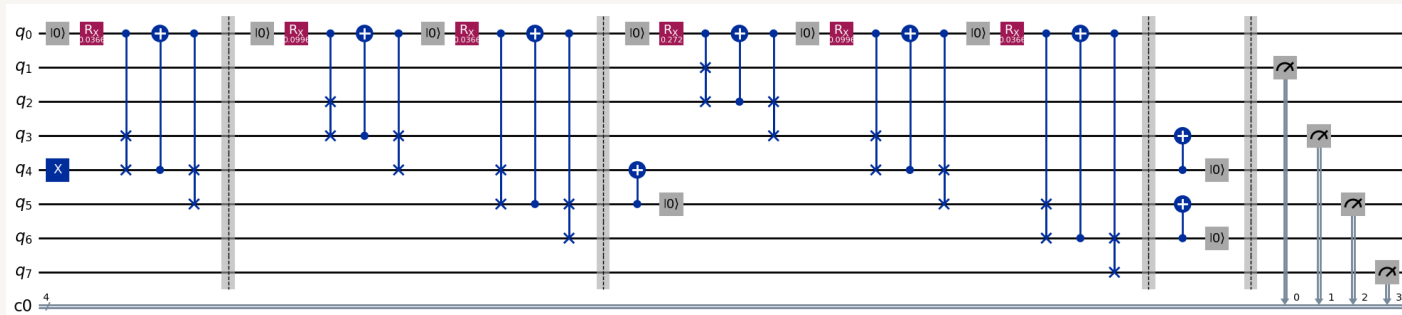 q0 |0⟩ RX 0.0366 |0⟩ RX 0.0996 |0⟩ RX 0.0366 |0⟩ RX 0.272 |0⟩ RX 0.0996 |0⟩ RX 0.0366
q1
q2
q3
q4 X |0⟩
q5 |0⟩
q6 |0⟩
q7
c0 4 0 1 2 3